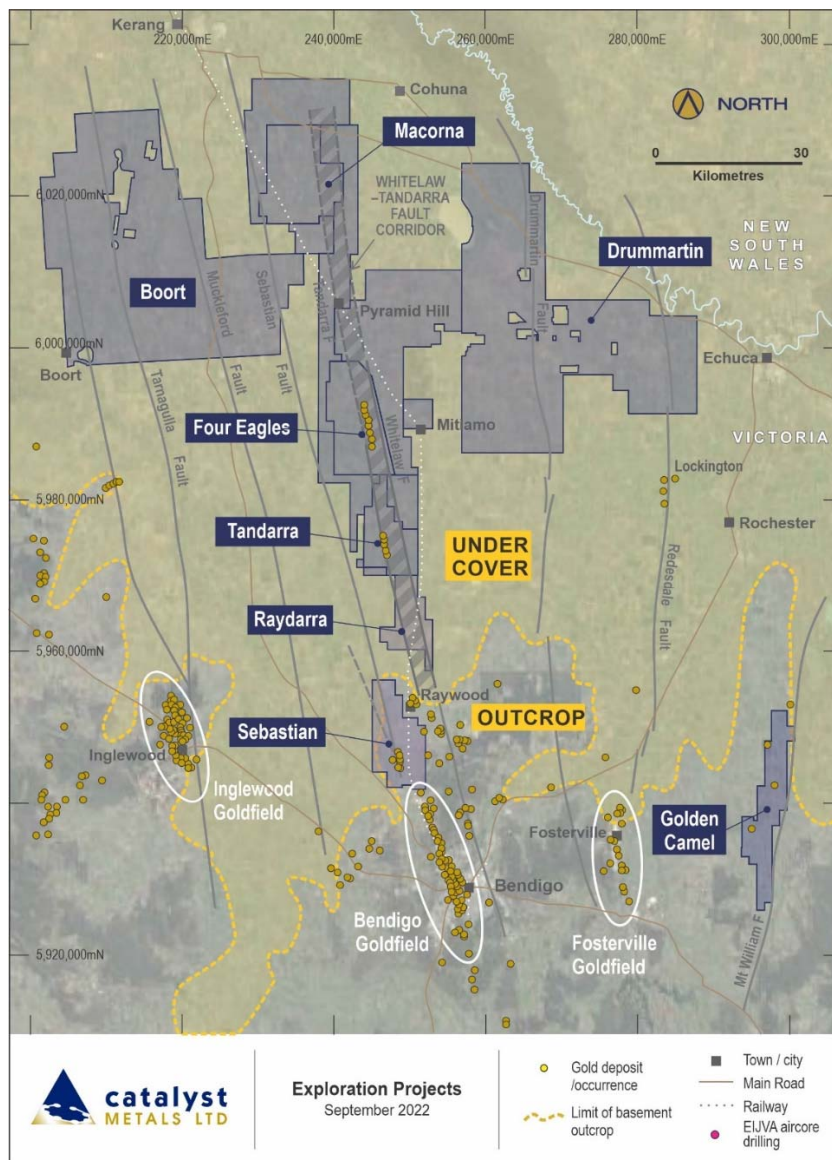 Kerang
220,000mE
240,000mE
260,000mE
280,000mE
300,000mE
Cohuna
NORTH
Macorna
0
30
Kilometres
6,020,000mN
WHITELAW
–TANDARRA
FAULT
CORRIDOR
Drummartin
Fault
NEW
SOUTH
WALES
Drummartin
Boort
Muckleford
Fault
Sebastian
Fault
Tandarra F
Pyramid Hill
6,000,000mN
Boort
Tarnagulla
Fault
Echuca
Four Eagles
Whitelaw F
Mitiamo
VICTORIA
Lockington
5,980,000mN
Rochester
Tandarra
UNDER
COVER
Redesdale
Fault
Raydarra
5,960,000mN
Raywood
OUTCROP
Sebastian
Inglewood
Inglewood
Goldfield
Fosterville
Golden
Camel
Bendigo
Bendigo
Goldfield
Fosterville
Goldfield
Mt William F
5,920,000mN
catalyst
METALS LTD
Exploration Projects
September 2022
Gold deposit
/occurrence
Limit of basement
outcrop
Town / city
Main Road
Railway
EIJVA aircore
drilling